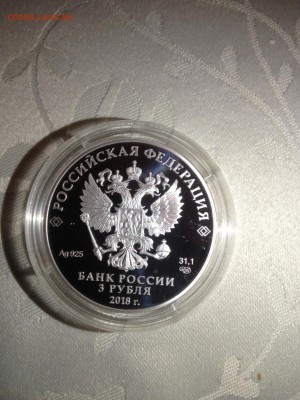 РОССИЙСКАЯ ФЕДЕРАЦИЯ
Ag 925
31,1
БАНК РОССИИ
3 РУБЛЯ
2018 г.